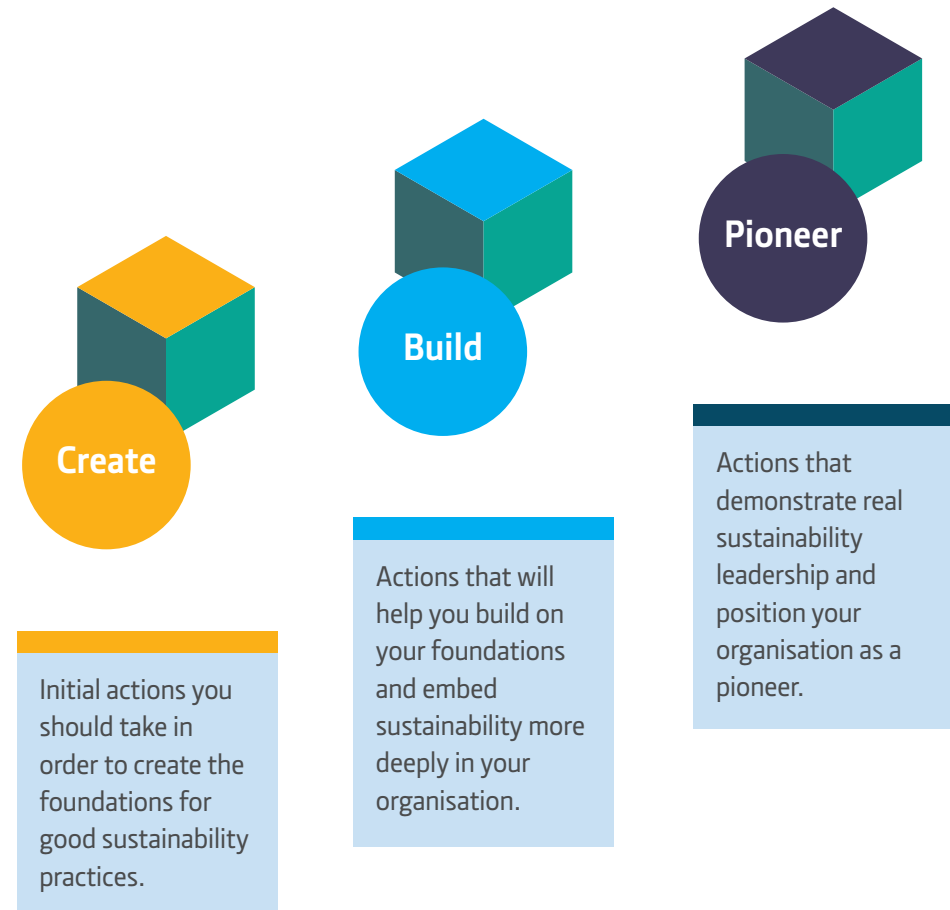 Create
Initial actions you
should take in
order to create the
foundations for
good sustainability
practices.
Build
Actions that will
help you build on
your foundations
and embed
sustainability more
deeply in your
organisation.
Pioneer
Actions that
demonstrate real
sustainability
leadership and
position your
organisation as a
pioneer.